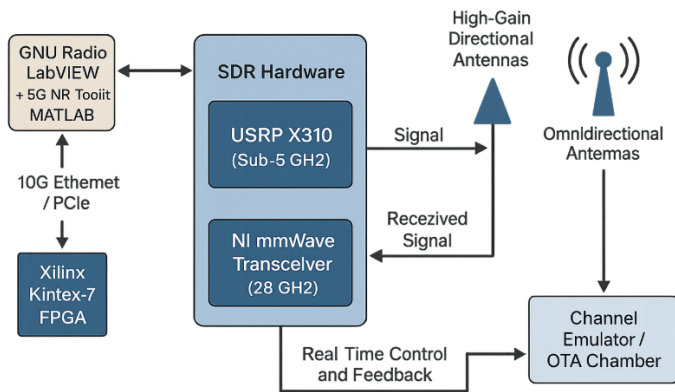 GNU Radio
LabVIEW
+ 5G NR Tooiit
MATLAB
10G Ethemet
/ PCle
Xilinx
Kintex-7
FPGA
SDR Hardware
USRP X310
(Sub-5 GH2)
NI mmWave
Transcelver
(28 GH2)
Signal
Recezived
Signal
High-Gain
Directional
Antennas
Omnldirectional
Antermas
Real Time Control
and Feedback
Channel
Emulator /
OTA Chamber